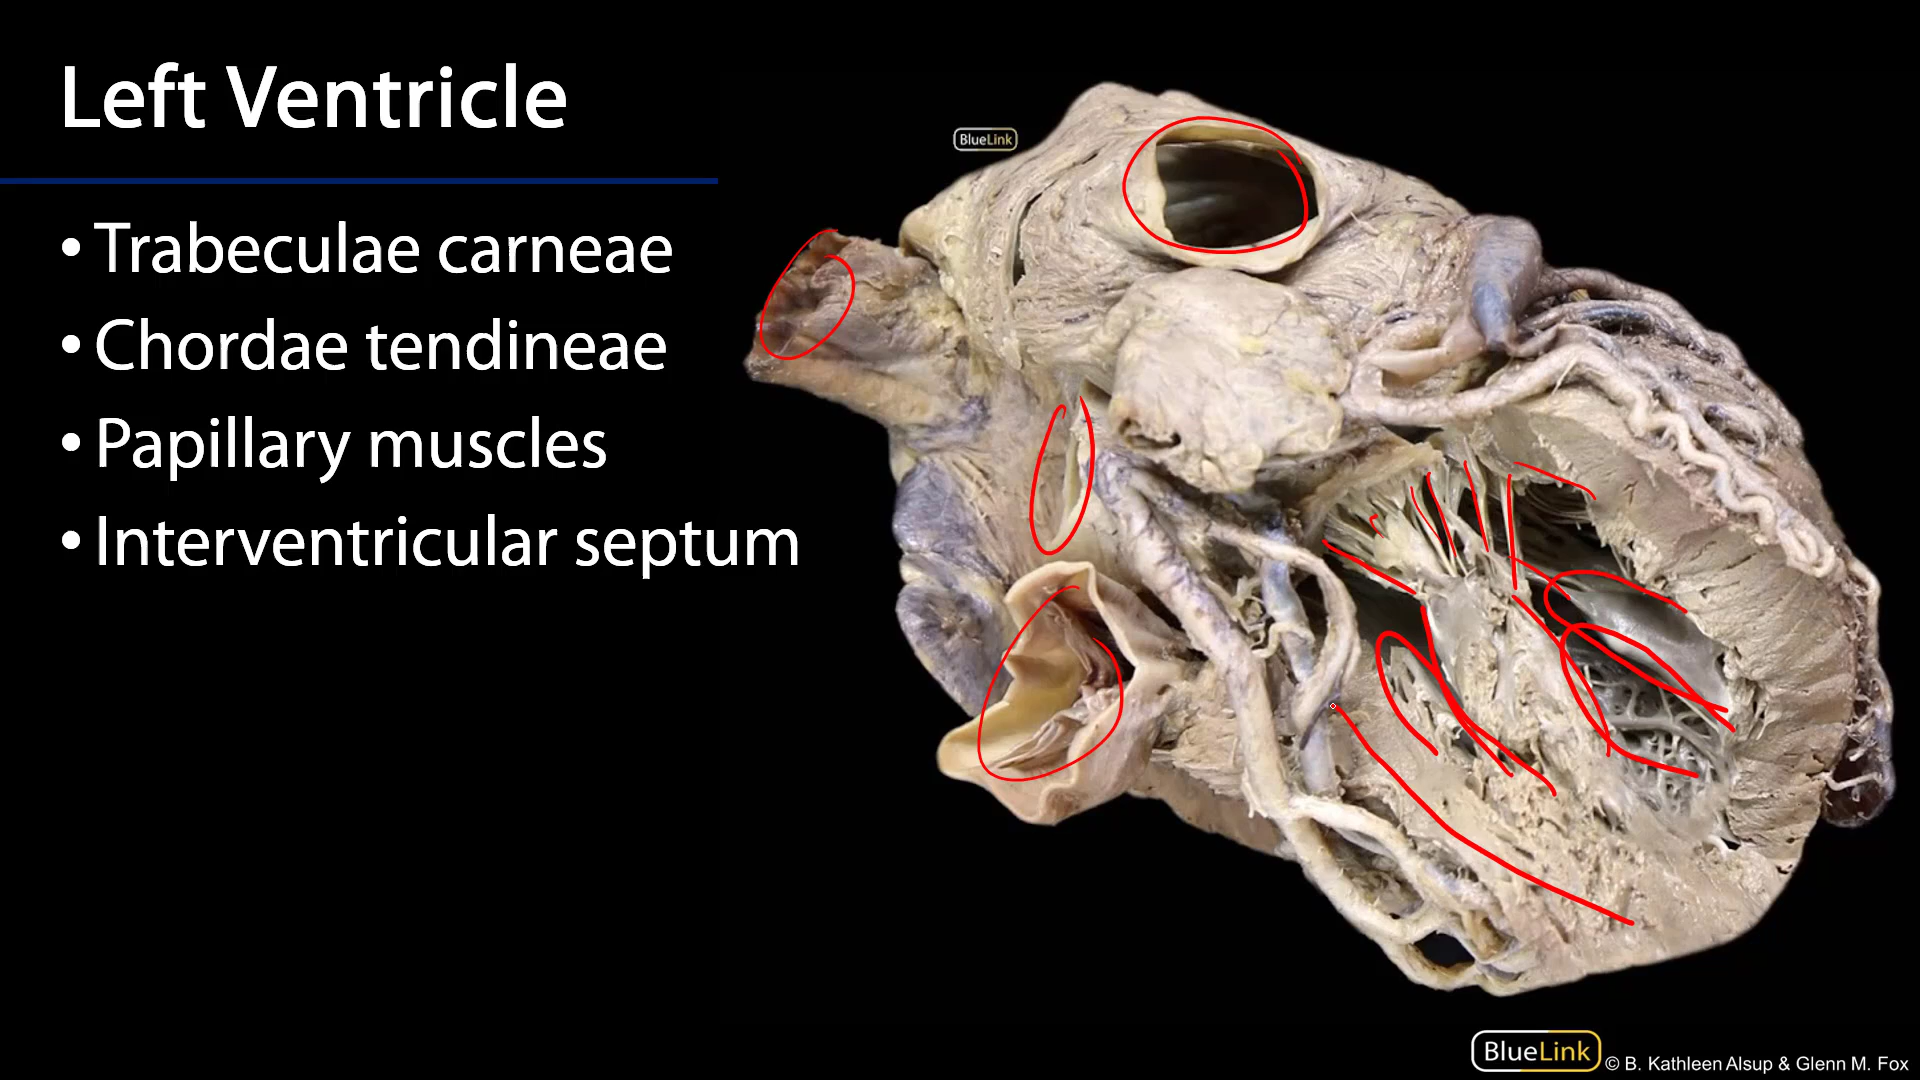 Left Ventricle
BlueLink
• Trabeculae carneae
• Chordae tendineae
• Papillary muscles
• Interventricular septum
BlueLink © B. Kathleen Alsup & Glenn M. Fox